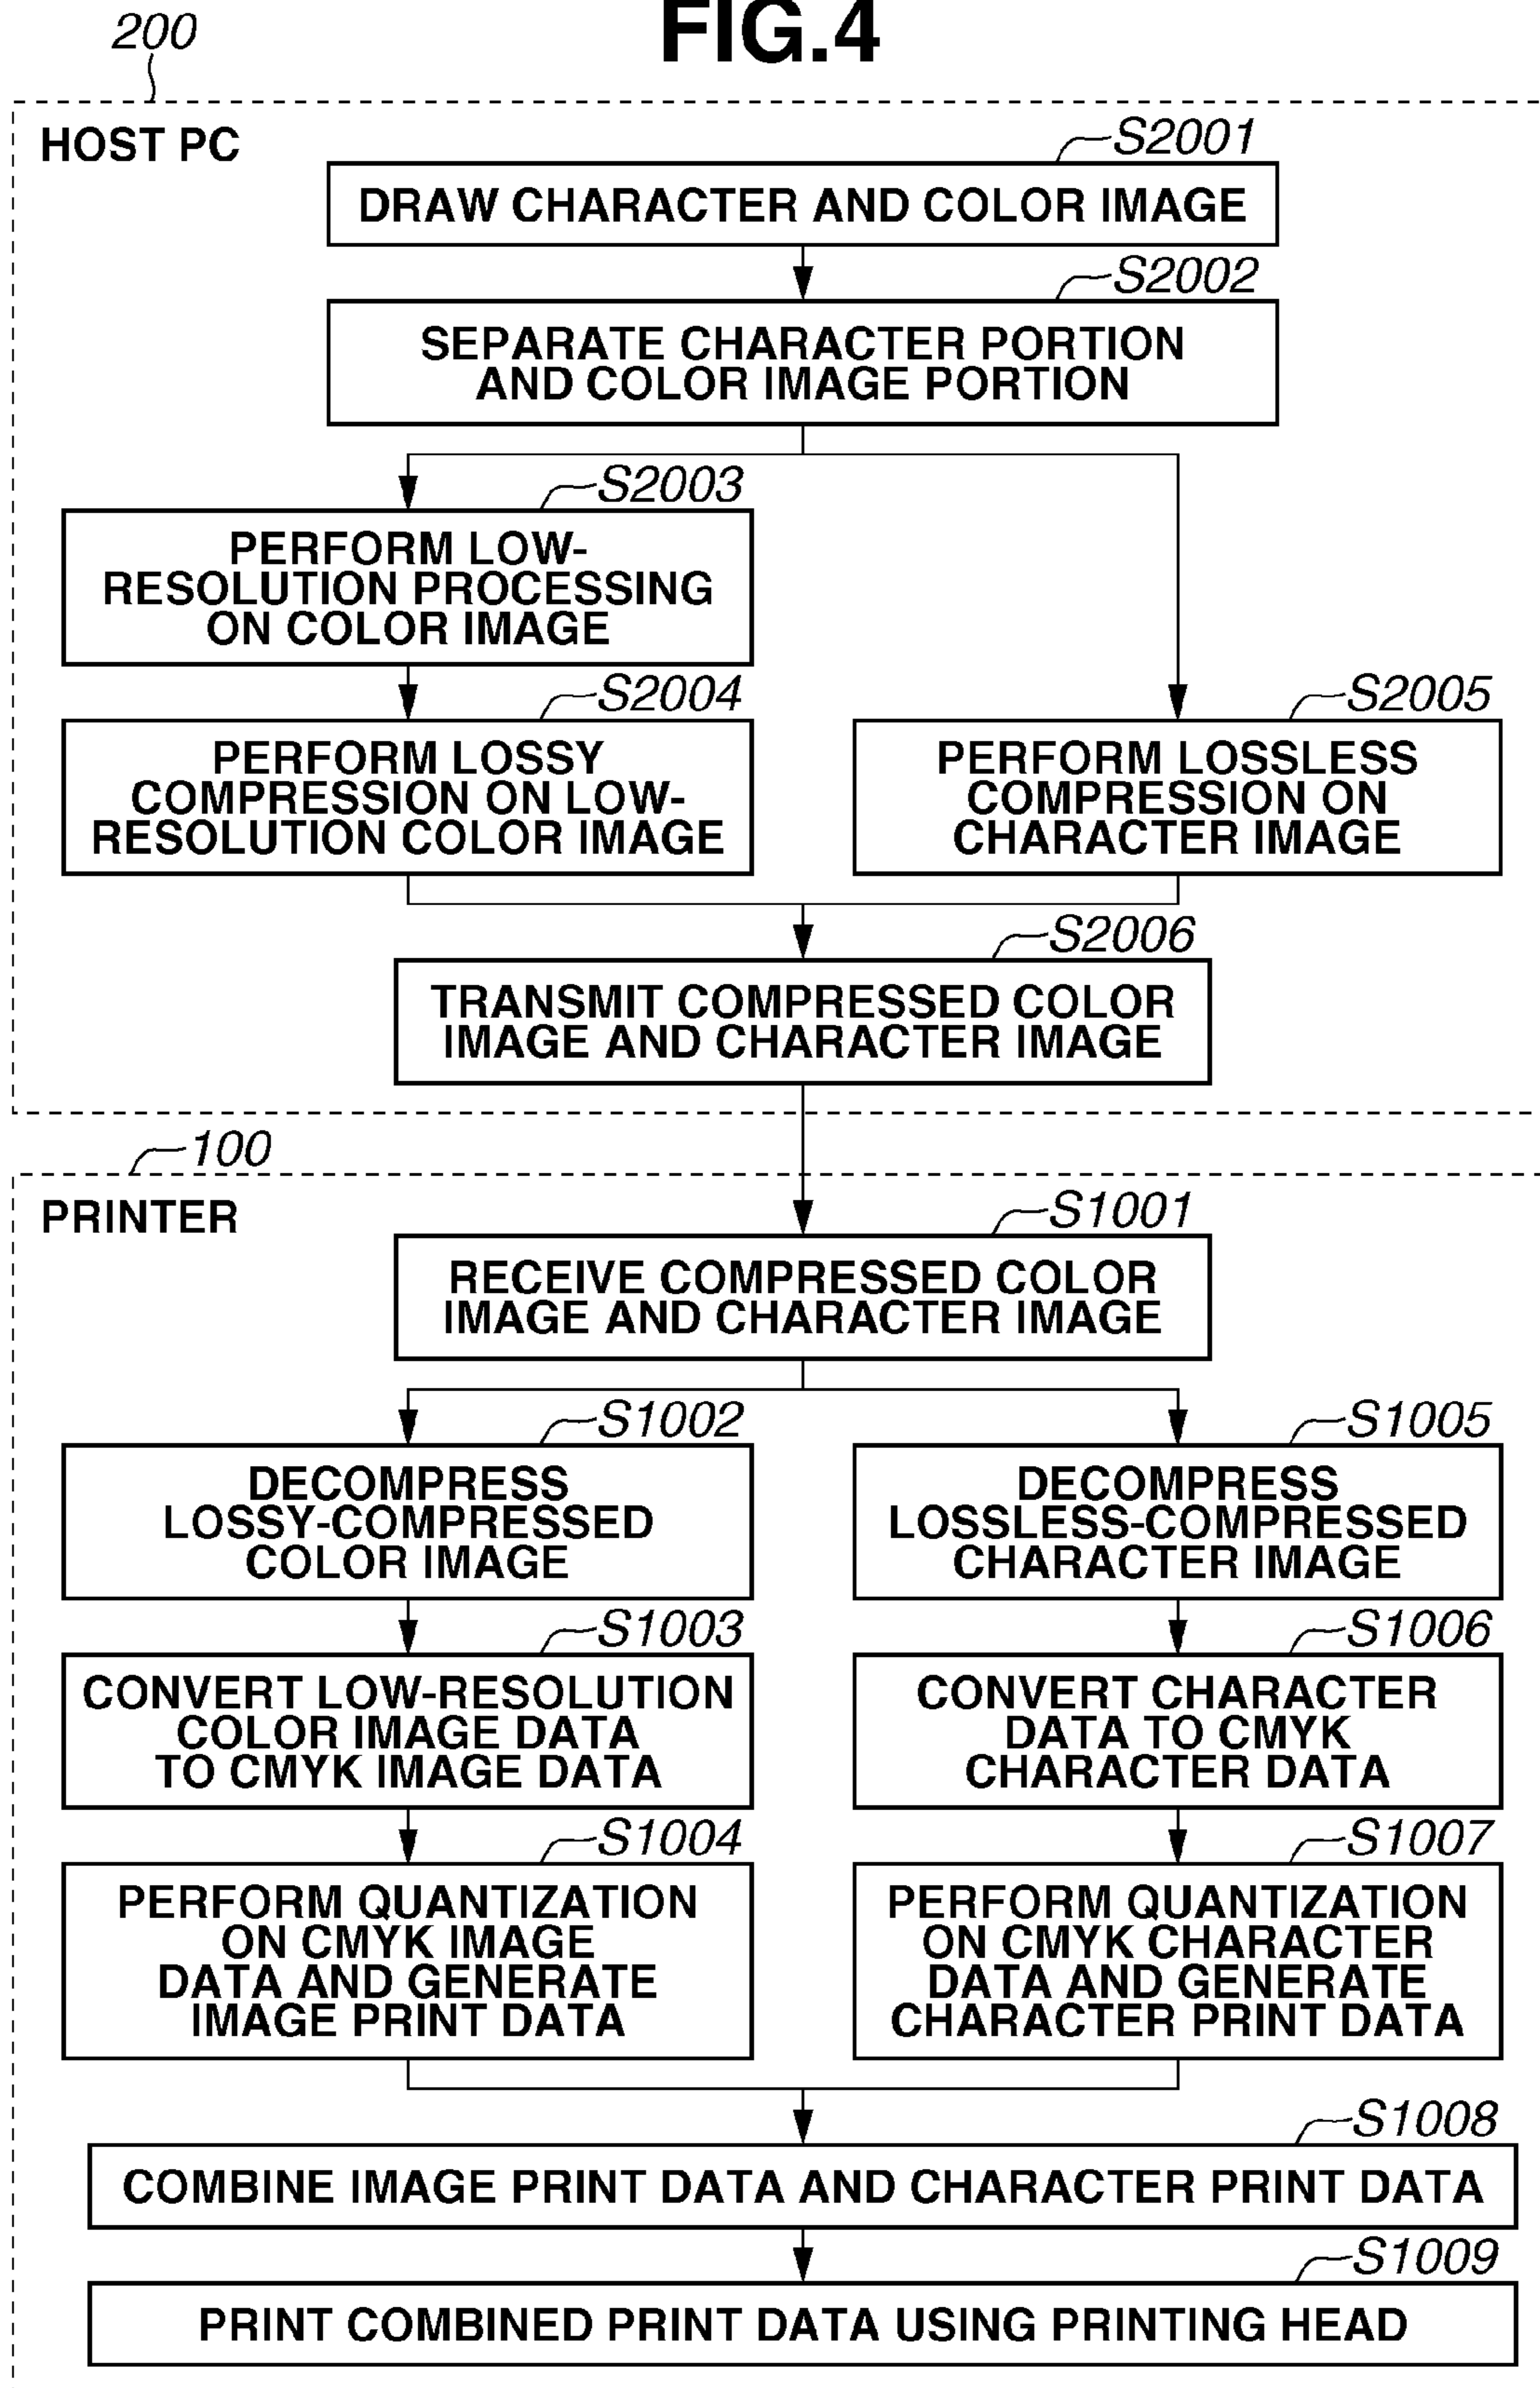 FIG.4
200
HOST PC
S2001
DRAW CHARACTER AND COLOR IMAGE
S2002
SEPARATE CHARACTER PORTION
AND COLOR IMAGE PORTION
S2003
PERFORM LOW-
RESOLUTION PROCESSING
ON COLOR IMAGE
S2004
PERFORM LOSSY
COMPRESSION ON LOW-
RESOLUTION COLOR IMAGE
S2005
PERFORM LOSSLESS
COMPRESSION ON
CHARACTER IMAGE
S2006
TRANSMIT COMPRESSED COLOR
IMAGE AND CHARACTER IMAGE
100
PRINTER
S1001
RECEIVE COMPRESSED COLOR
IMAGE AND CHARACTER IMAGE
S1002
DECOMPRESS
LOSSY-COMPRESSED
COLOR IMAGE
S1003
CONVERT LOW-RESOLUTION
COLOR IMAGE DATA
TO CMYK IMAGE DATA
S1004
PERFORM QUANTIZATION
ON CMYK IMAGE
DATA AND GENERATE
IMAGE PRINT DATA
S1005
DECOMPRESS
LOSSLESS-COMPRESSED
CHARACTER IMAGE
S1006
CONVERT CHARACTER
DATA TO CMYK
CHARACTER DATA
S1007
PERFORM QUANTIZATION
ON CMYK CHARACTER
DATA AND GENERATE
CHARACTER PRINT DATA
S1008
COMBINE IMAGE PRINT DATA AND CHARACTER PRINT DATA
S1009
PRINT COMBINED PRINT DATA USING PRINTING HEAD